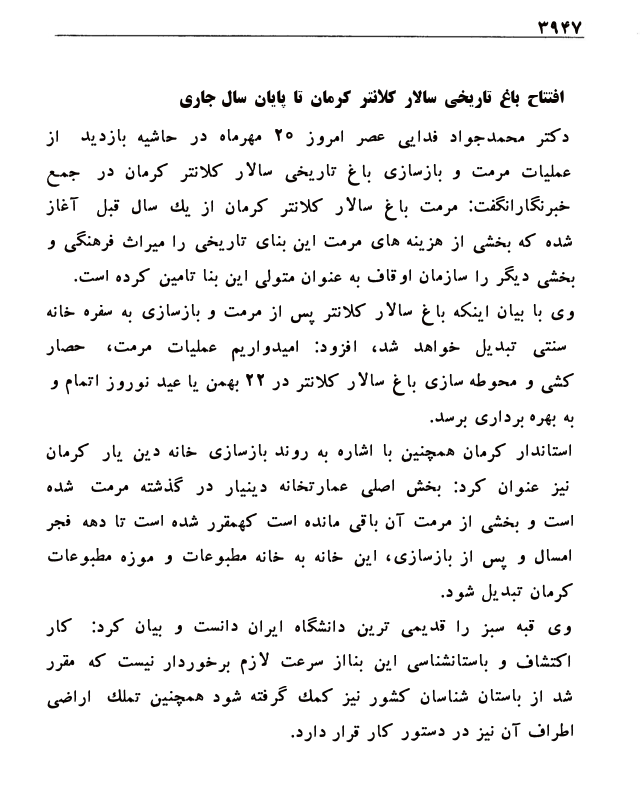 ۳۹۴۷
افتتاح باغ تاریخی سالار کلانتر کرمان تا پایان سال جاری
دکتر محمدجواد فدایی عصر امروز ۲۵ مهرماه در حاشیه بازدید از
عملیات مرمت و بازسازی باغ تاریخی سالار کلانتر کرمان در جمع
خبرنگارانگفت: مرمت باغ سالار کلانتر کرمان از یك سال قبل آغاز
شده که بخشی از هزینه های مرمت این بنای تاریخی را میراث فرهنگی و
بخشی دیگر را سازمان اوقاف به عنوان متولی این بنا تامین کرده است.
وی با بیان اینکه باغ سالار کلانتر پس از مرمت و بازسازی به سفره خانه
سنتی تبدیل خواهد شد، افزود: امیدواریم عملیات مرمت، حصار
کشی و محوطه سازی باغ سالار کلانتر در ۲۲ بهمن یا عید نوروز اتمام و
به بهره برداری برسد.
استاندار کرمان همچنین با اشاره به روند بازسازی خانه دین یار کرمان
نیز عنوان کرد: بخش اصلی عمارتخانه دینیار در گذشته مرمت شده
است و بخشی از مرمت آن باقی مانده است کهمقرر شده است تا دهه فجر
امسال و پس از بازسازی، این خانه به خانه مطبوعات و موزه مطبوعات
کرمان تبدیل شود.
وی قبه سبز را قدیمی ترین دانشگاه ایران دانست و بیان کرد: کار
اکتشاف و باستانشناسی این بنااز سرعت لازم برخوردار نیست که مقرر
شد از باستان شناسان کشور نیز کمك گرفته شود همچنین تملك اراضی
اطراف آن نیز در دستور کار قرار دارد.